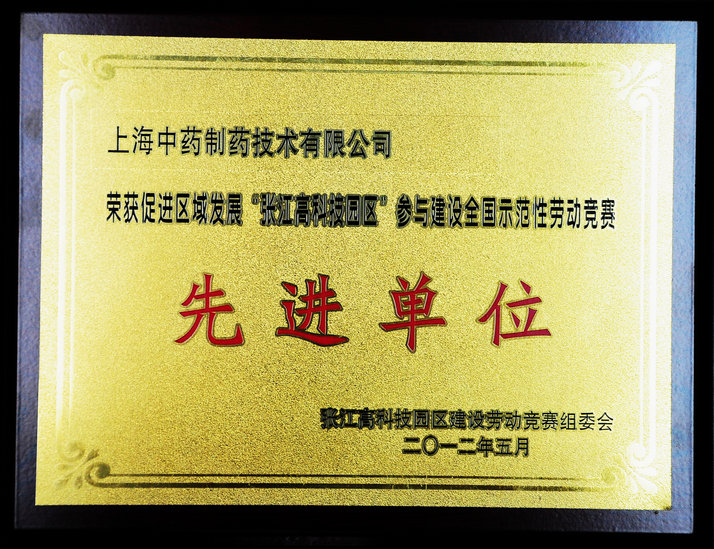 上海中药制药技术有限公司
荣获促进区域发展“张江高科技园区”参与建设全国示范性劳动竞赛
先进单位
张江高科技园区建设劳动竞赛组委会
二〇一二年五月